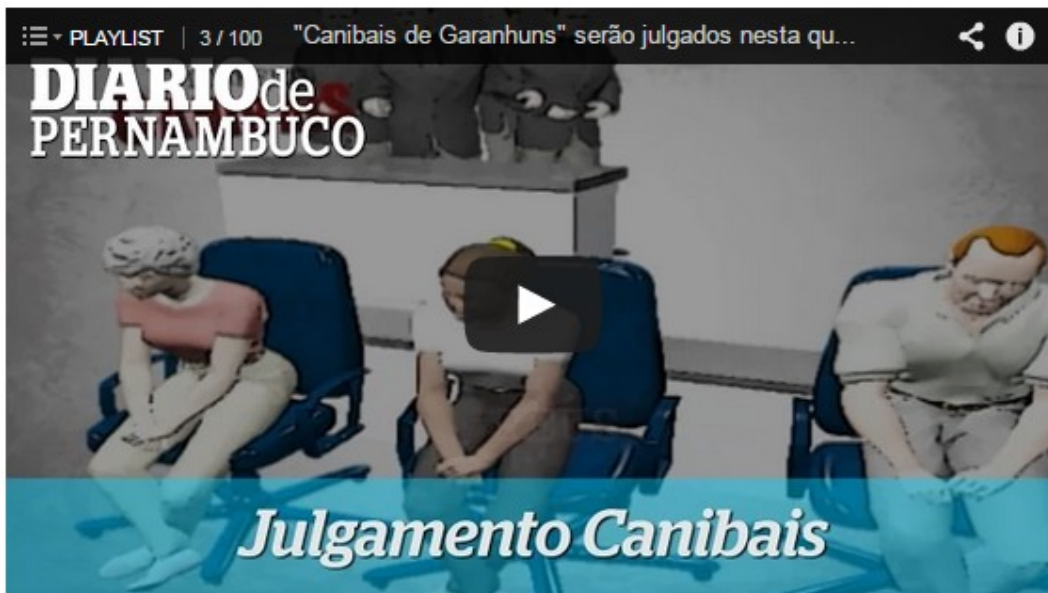 PLAYLIST | 3 / 100 "Canibais de Garanhuns" serão julgados nesta qu...
DIARIO de
PERNAMBUCO
Julgamento Canibais